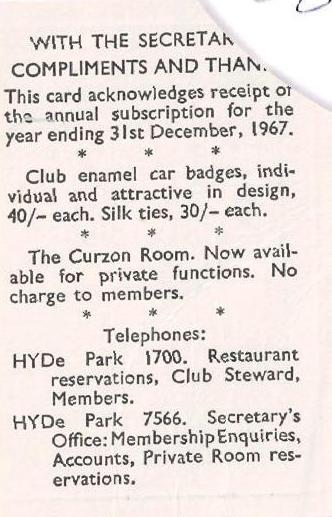 WITH THE
COMPLIMENTS AND
This card acknowledges receipt of
the annual subscription for the
year ending 31st December, 1967.
* * *
Club enamel car badges, indi-
vidual and attractive in design,
40/- each. Silk ties, 30/- each.
* * *
The Curzon Room. Now avail-
able for private functions. No
charge to members.
* * *
Telephones:
HYDe Park 1700. Restaurant
reservations, Club Steward,
Members.
HYDe Park 7566. Secretary's
Office: Membership Enquiries,
Accounts, Private Room res-
ervations.